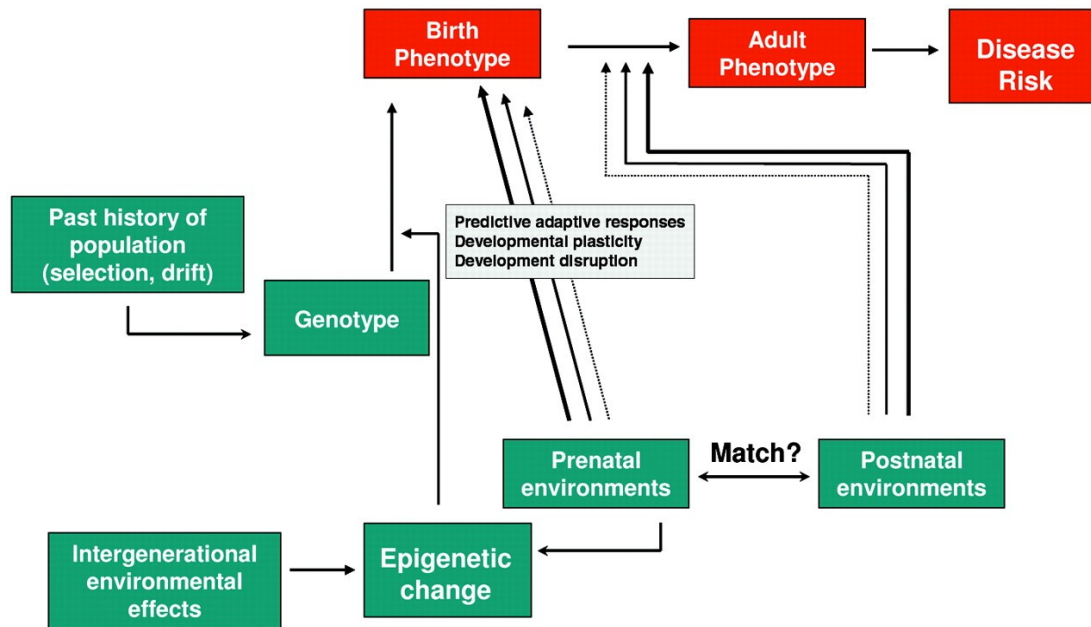 Birth
Phenotype
Adult
Phenotype
Disease
Risk
Past history of
population
(selection, drift)
Predictive adaptive responses
Developmental plasticity
Development disruption
Genotype
Prenatal
environments
Match?
Postnatal
environments
Intergenerational
environmental
effects
Epigenetic
change